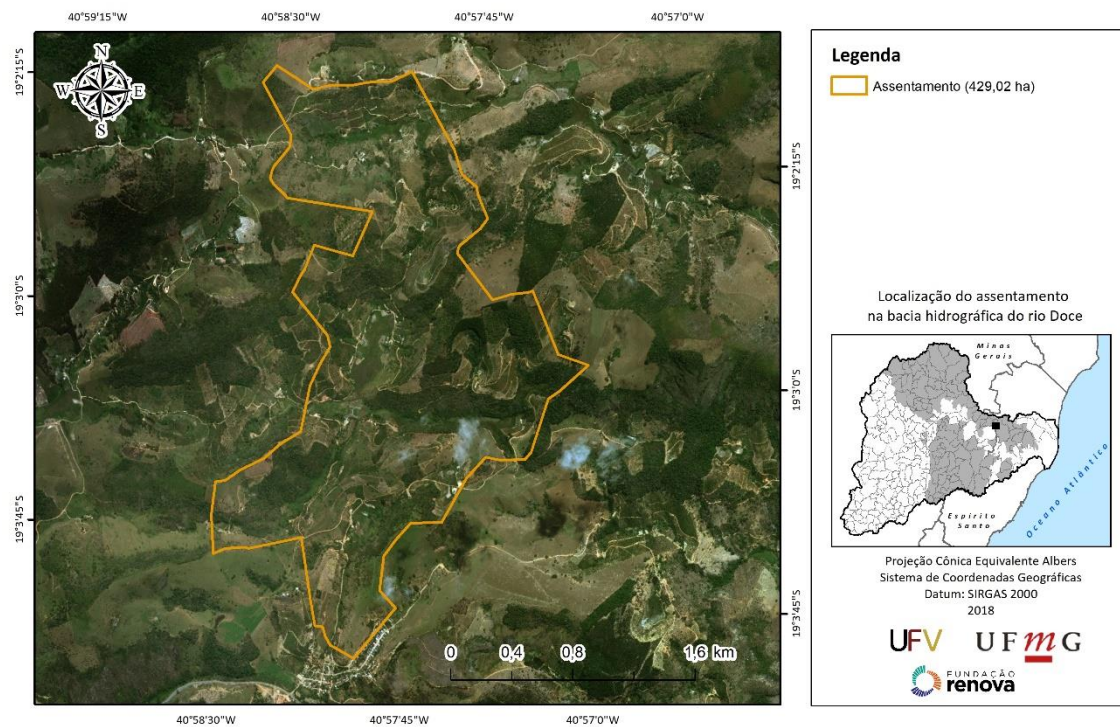 40°59'15"W
40°58'30"W
40°57'45"W
40°57'0"W
19°2'15"S
19°3'0"S
19°3'45"S
N
W
E
S
0
0,4
0,8
1,6 km
19°2'15"S
19°3'0"S
19°3'45"S
40°58'30"W
40°57'45"W
40°57'0"W
Legenda
Assentamento (429,02 ha)
Localização do assentamento
na bacia hidrográfica do rio Doce
Minas
Gerais
Espírito
Santo
Oceano Atlântico
Projeção Cônica Equivalente Albers
Sistema de Coordenadas Geográficas
Datum: SIRGAS 2000
2018
UFV
UFmG
FUNDAÇÃO
renova